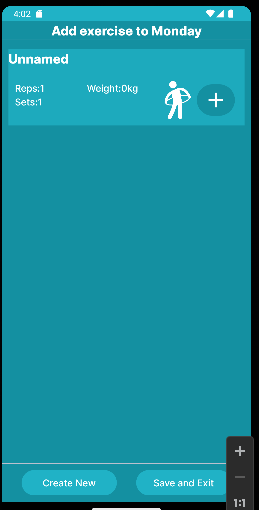 4:02
Add exercise to Monday
Unnamed
Reps:1 Weight:0kg
Sets:1
+
Create New Save and Exit
+
−
1:1